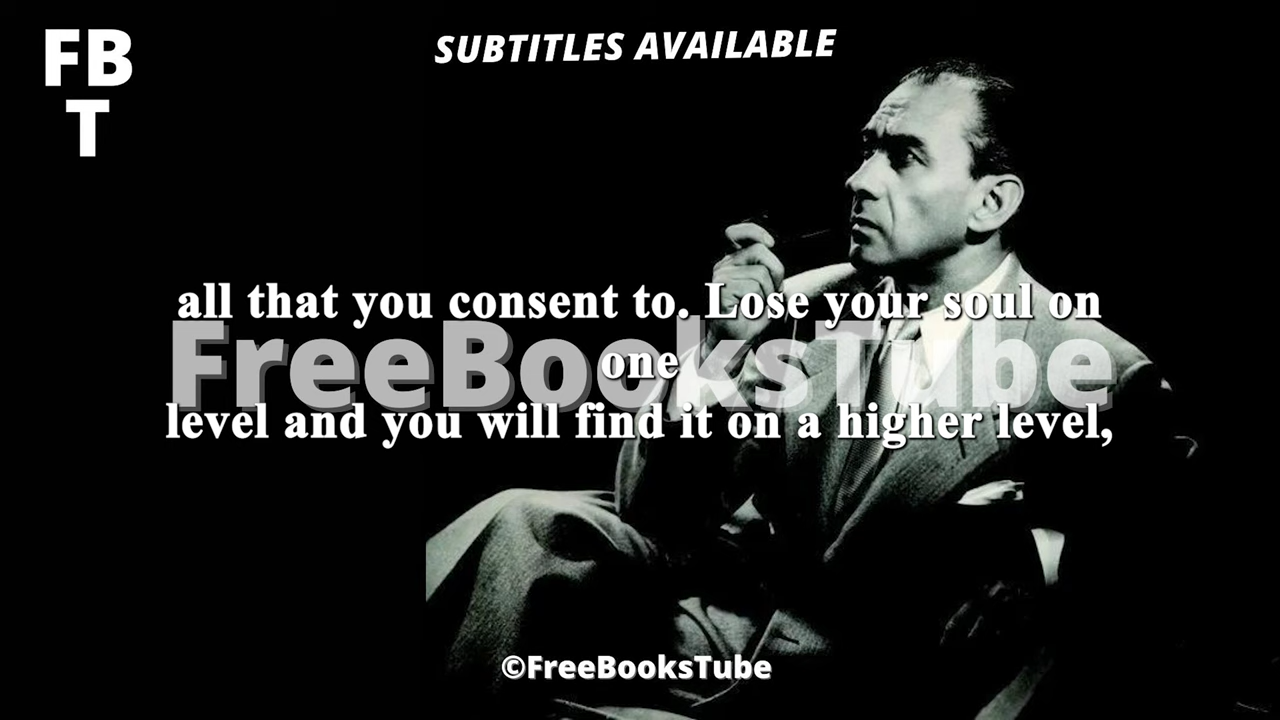 FB
T
SUBTITLES AVAILABLE
all that you consent to. Lose your soul on
one
level and you will find it on a higher level,
FreeBooksTube
©FreeBooksTube